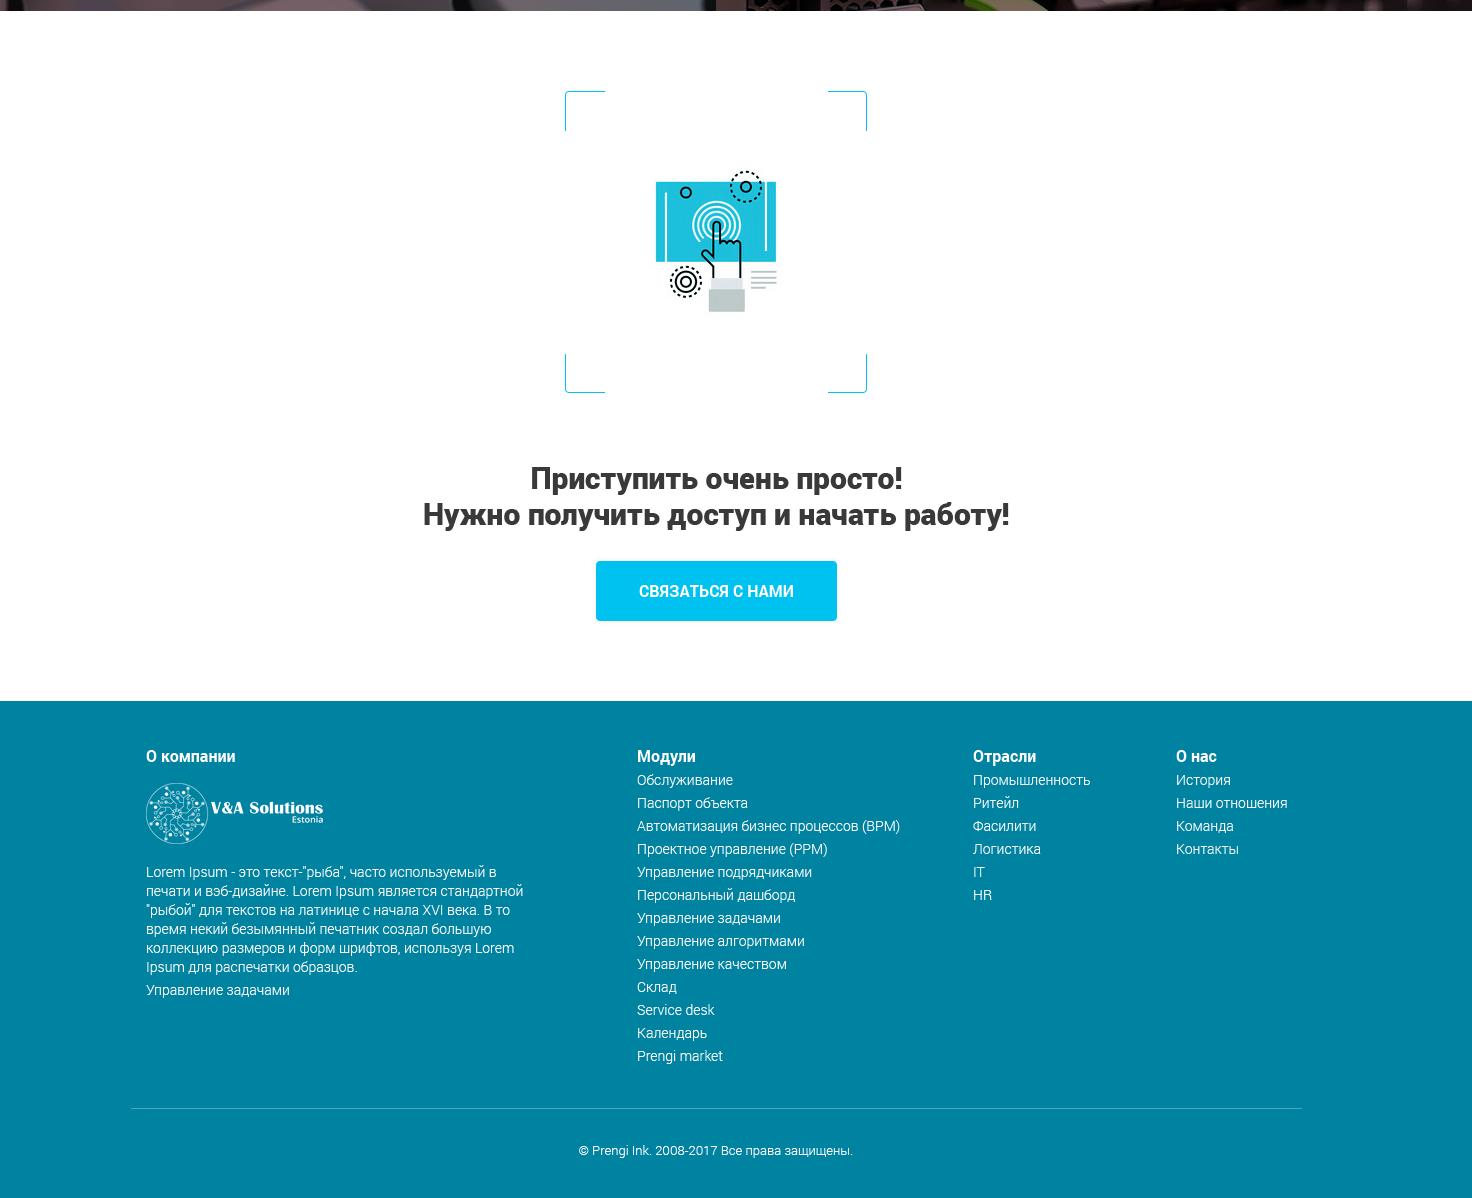 Приступить очень просто!
Нужно получить доступ и начать работу!
СВЯЗАТЬСЯ С НАМИ
О компании
V&A Solutions
Estonia
Lorem Ipsum - это текст-"рыба", часто используемый в
печати и вэб-дизайне. Lorem Ipsum является стандартной
"рыбой" для текстов на латинице с начала XVI века. В то
время некий безымянный печатник создал большую
коллекцию размеров и форм шрифтов, используя Lorem
Ipsum для распечатки образцов.
Управление задачами
Модули
Обслуживание
Паспорт объекта
Автоматизация бизнес процессов (BPM)
Проектное управление (PPM)
Управление подрядчиками
Персональный дашборд
Управление задачами
Управление алгоритмами
Управление качеством
Склад
Service desk
Календарь
Prengi market
Отрасли
Промышленность
Ритейл
Фасилити
Логистика
IT
HR
О нас
История
Наши отношения
Команда
Контакты
© Prengi Ink. 2008-2017 Все права защищены.